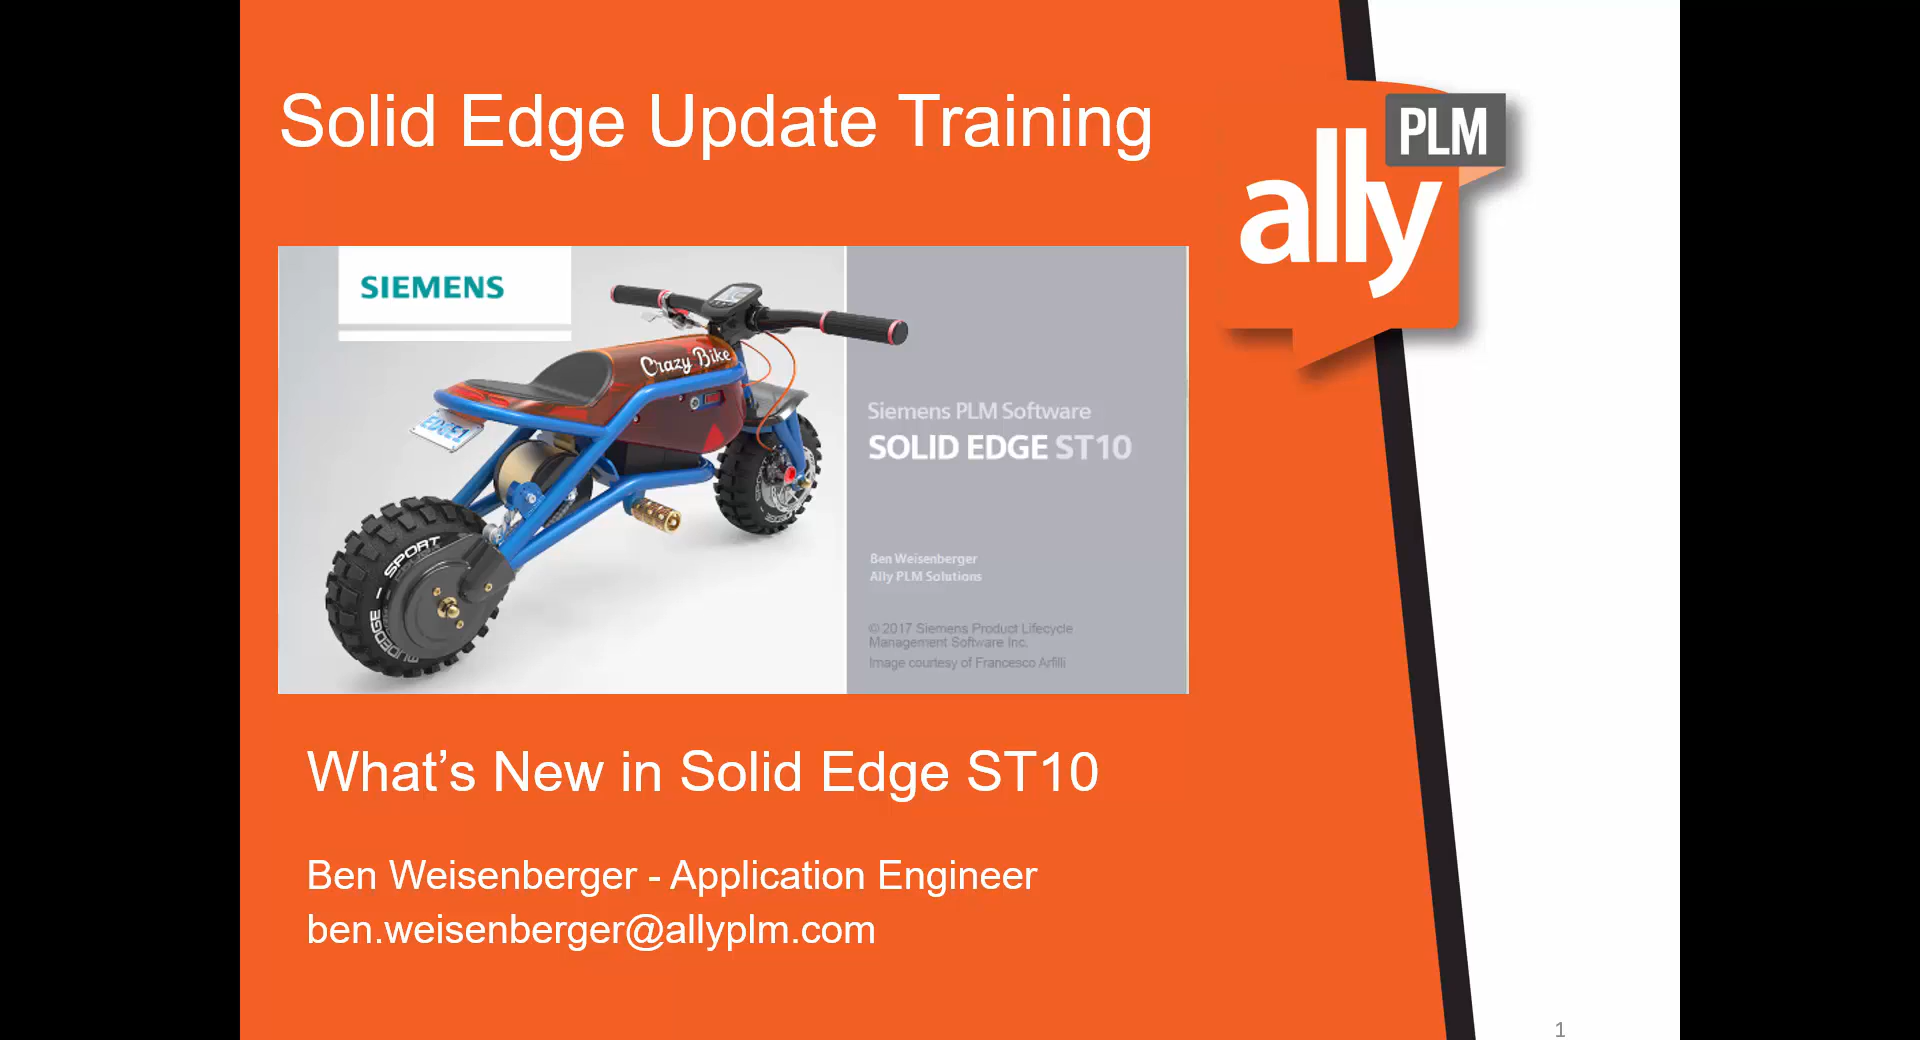 Solid Edge Update Training
PLM
ally
SIEMENS
Crazy Bike
EDGE1
SPORT
MUDEDGE
Siemens PLM Software
SOLID EDGE ST10
Ben Weisenberger
Ally PLM Solutions
© 2017 Siemens Product Lifecycle
Management Software Inc.
Image courtesy of Francesco Arfilli
What's New in Solid Edge ST10
Ben Weisenberger - Application Engineer
ben.weisenberger@allyplm.com
1